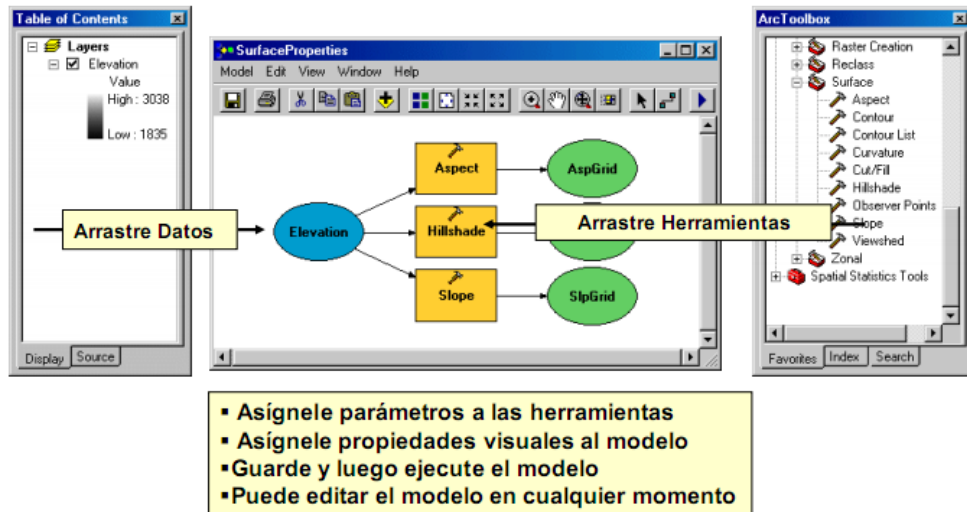 Table of Contents
Layers
Elevation
Value
High : 3038
Low : 1835
Display
Source
SurfaceProperties
Model Edit View Window Help
Aspect
AspGrid
Arrastre Datos
Elevation
Hillshade
Arrastre Herramientas
Slope
SlpGrid
ArcToolbox
Raster Creation
Reclass
Surface
Aspect
Contour
Contour List
Curvature
Cut/Fill
Hillshade
Observer Points
Slope
Viewshed
Zonal
Spatial Statistics Tools
Favorites
Index
Search
▪ Asígnele parámetros a las herramientas
▪ Asígnele propiedades visuales al modelo
▪Guarde y luego ejecute el modelo
▪Puede editar el modelo en cualquier momento